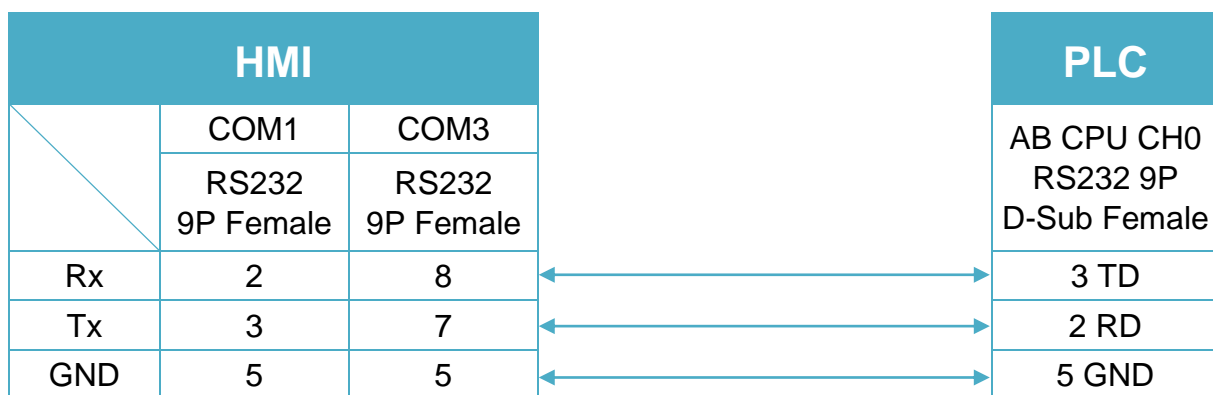 HMI PLC
COM1 COM3 AB CPU CH0
RS232 RS232 RS232 9P
9P Female 9P Female D-Sub Female
Rx 2 8 3 TD
Tx 3 7 2 RD
GND 5 5 5 GND